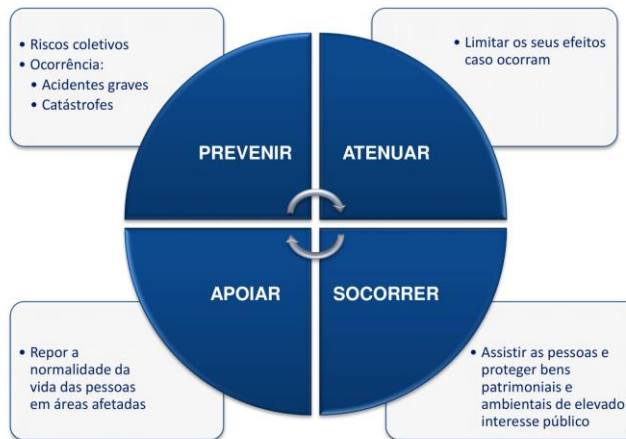 • Riscos coletivos
• Ocorrência:
• Acidentes graves
• Catástrofes
• Limitar os seus efeitos
caso ocorram
PREVENIR
ATENUAR
APOIAR
SOCORRER
• Repor a
normalidade da
vida das pessoas
em áreas afetadas
• Assistir as pessoas e
proteger bens
patrimoniais e
ambientais de elevado
interesse público